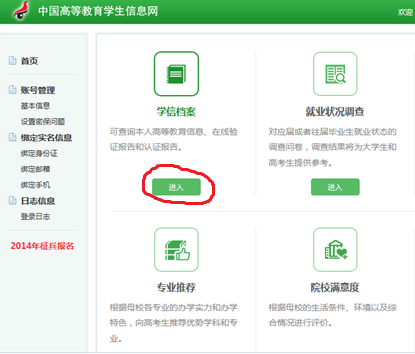 中国高等教育学生信息网
欢迎
首页
账号管理
基本信息
设置密保问题
绑定实名信息
绑定身份证
绑定邮箱
绑定手机
日志信息
登录日志
2014年征兵报名
学信档案
可查询本人高等教育信息、在线验
证报告和认证报告。
进入
就业状况调查
对应届或者往届毕业生就业状态的
调查问卷，调查结果将为大学生和
高考生提供参考。
进入
专业推荐
根据母校各专业的办学实力和办学
特色，向高考生推荐优势学科和专
业。
院校满意度
根据母校的生活条件、环境以及综
合情况进行评价。